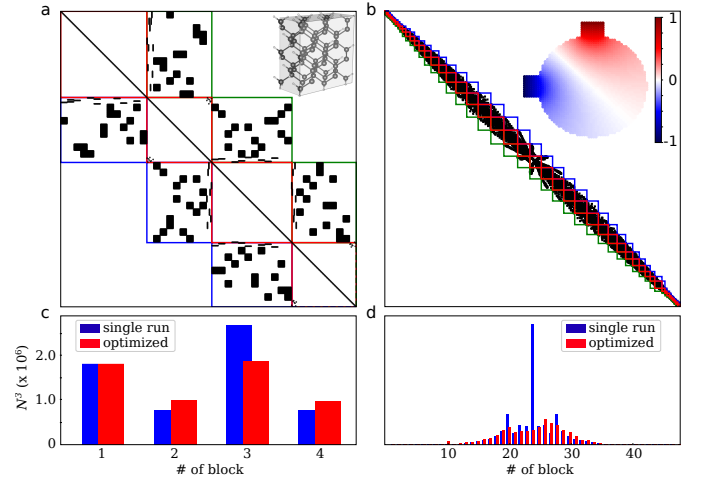 a
b
1
0
-1
c
single run
optimized
N³ (x 10⁶)
2.0
1.0
0
1 2 3 4
# of block
d
single run
optimized
10 20 30 40
# of block